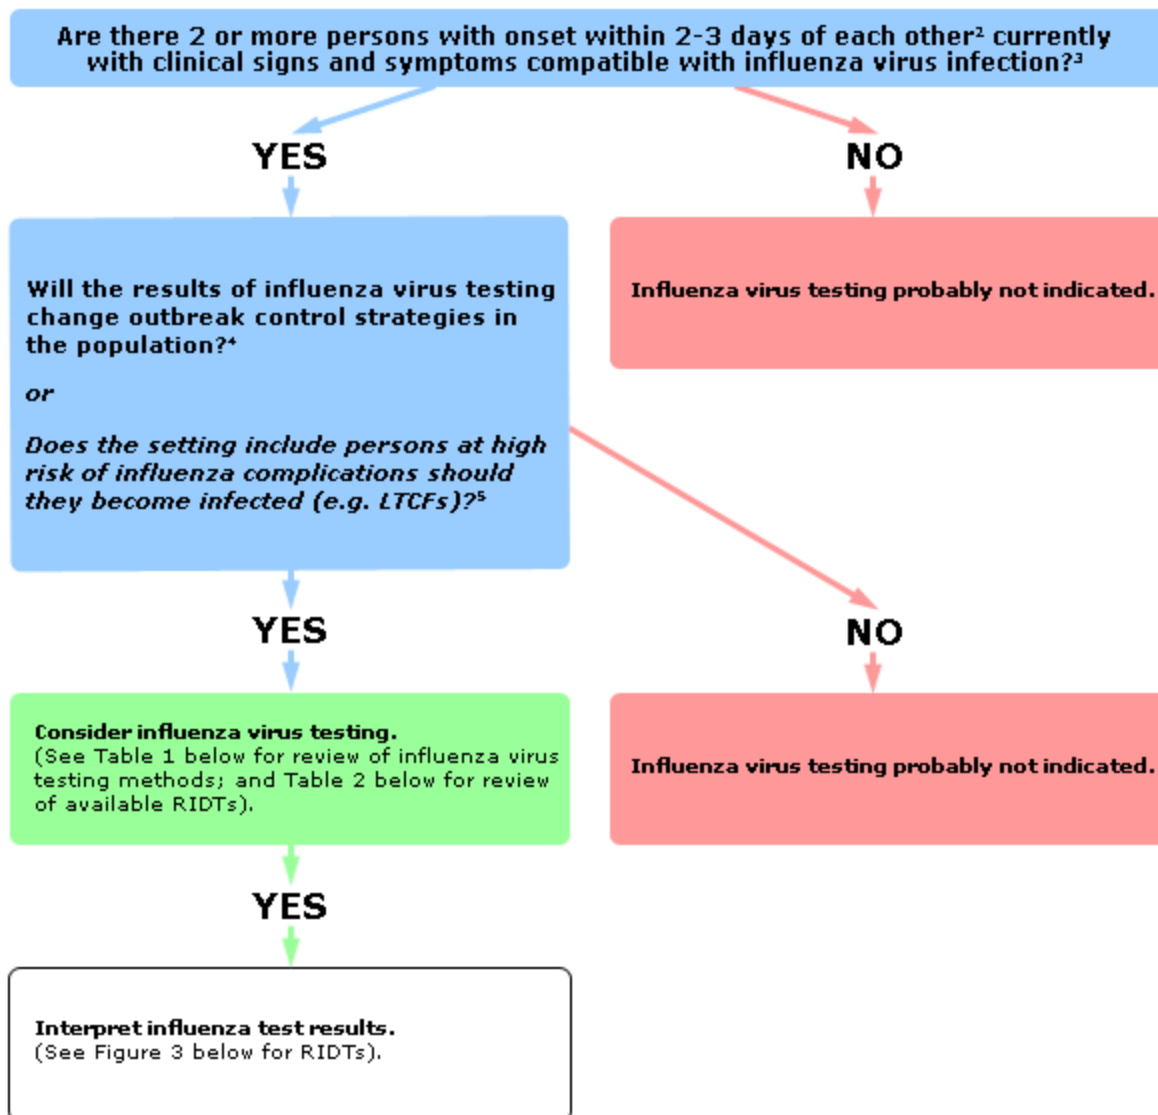 Are there 2 or more persons with onset within 2-3 days of each other² currently
with clinical signs and symptoms compatible with influenza virus infection?³
YES
NO
Will the results of influenza virus testing
change outbreak control strategies in
the population?⁴
or
Does the setting include persons at high
risk of influenza complications should
they become infected (e.g. LTCFs)?⁵
Influenza virus testing probably not indicated.
YES
NO
Consider influenza virus testing.
(See Table 1 below for review of influenza virus
testing methods; and Table 2 below for review
of available RIDTs).
Influenza virus testing probably not indicated.
YES
Interpret influenza test results.
(See Figure 3 below for RIDTs).